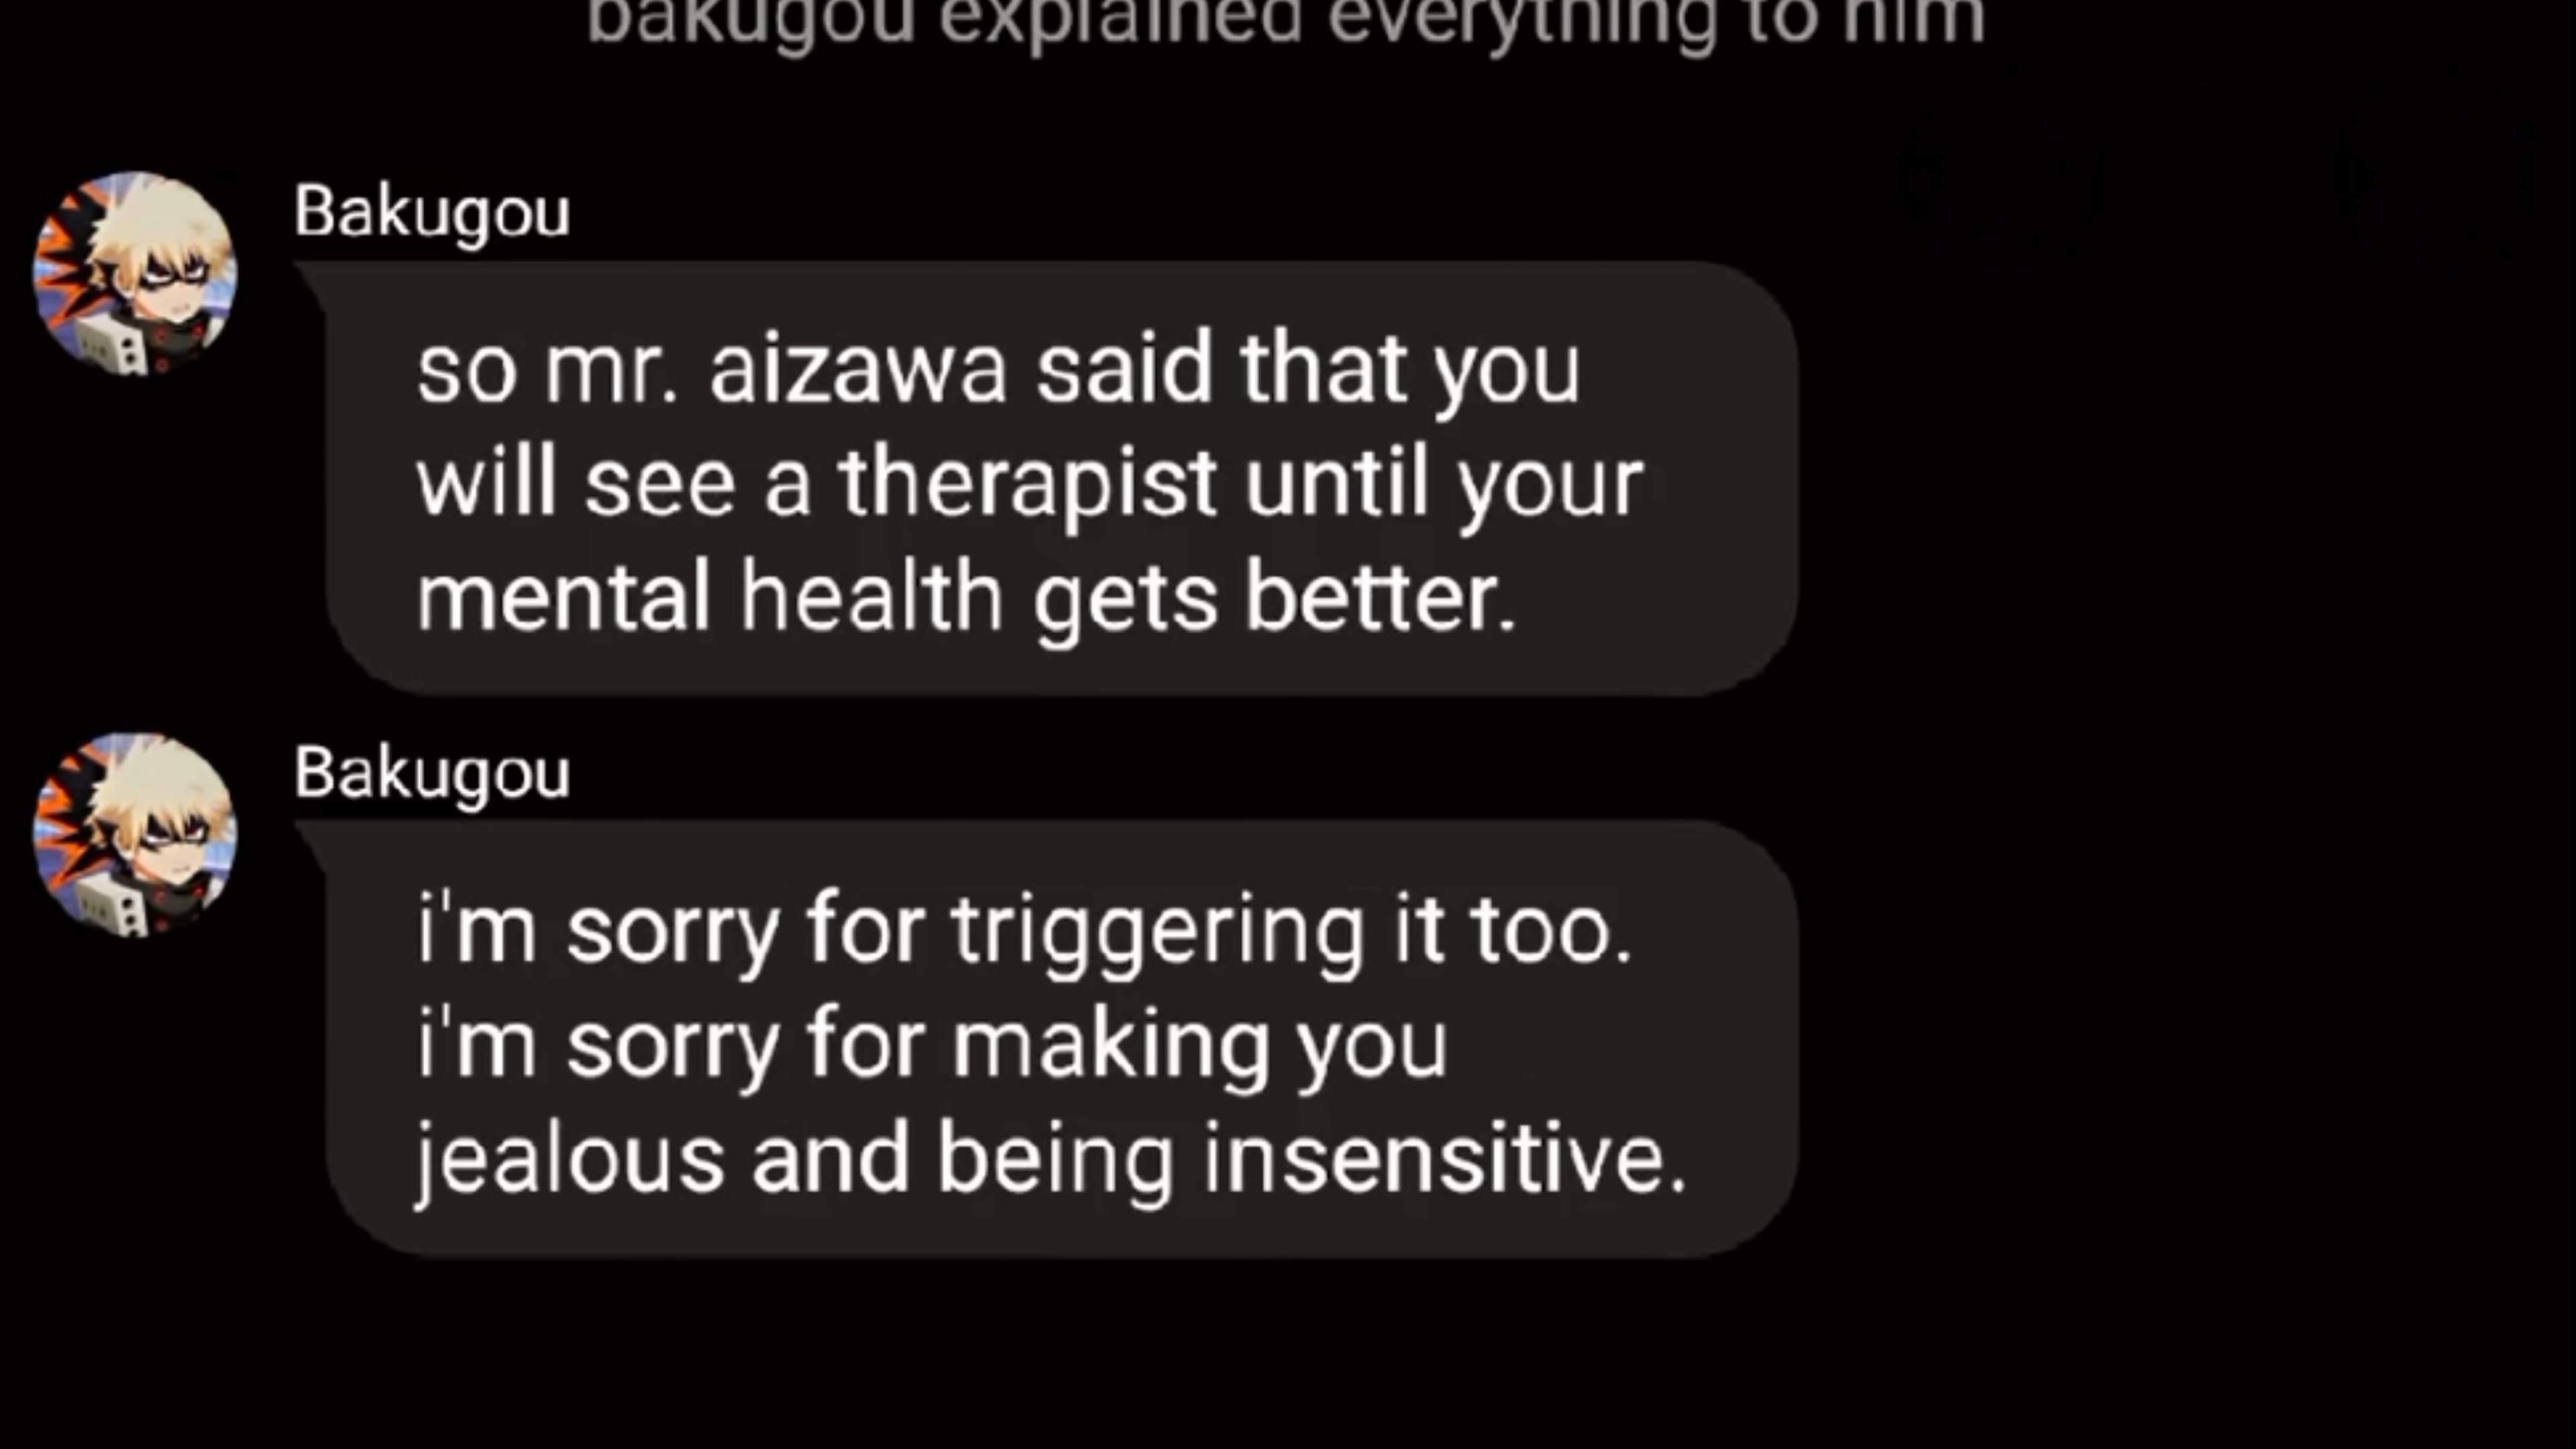 bakugou explained everything to him
Bakugou
so mr. aizawa said that you
will see a therapist until your
mental health gets better.
Bakugou
i'm sorry for triggering it too.
i'm sorry for making you
jealous and being insensitive.